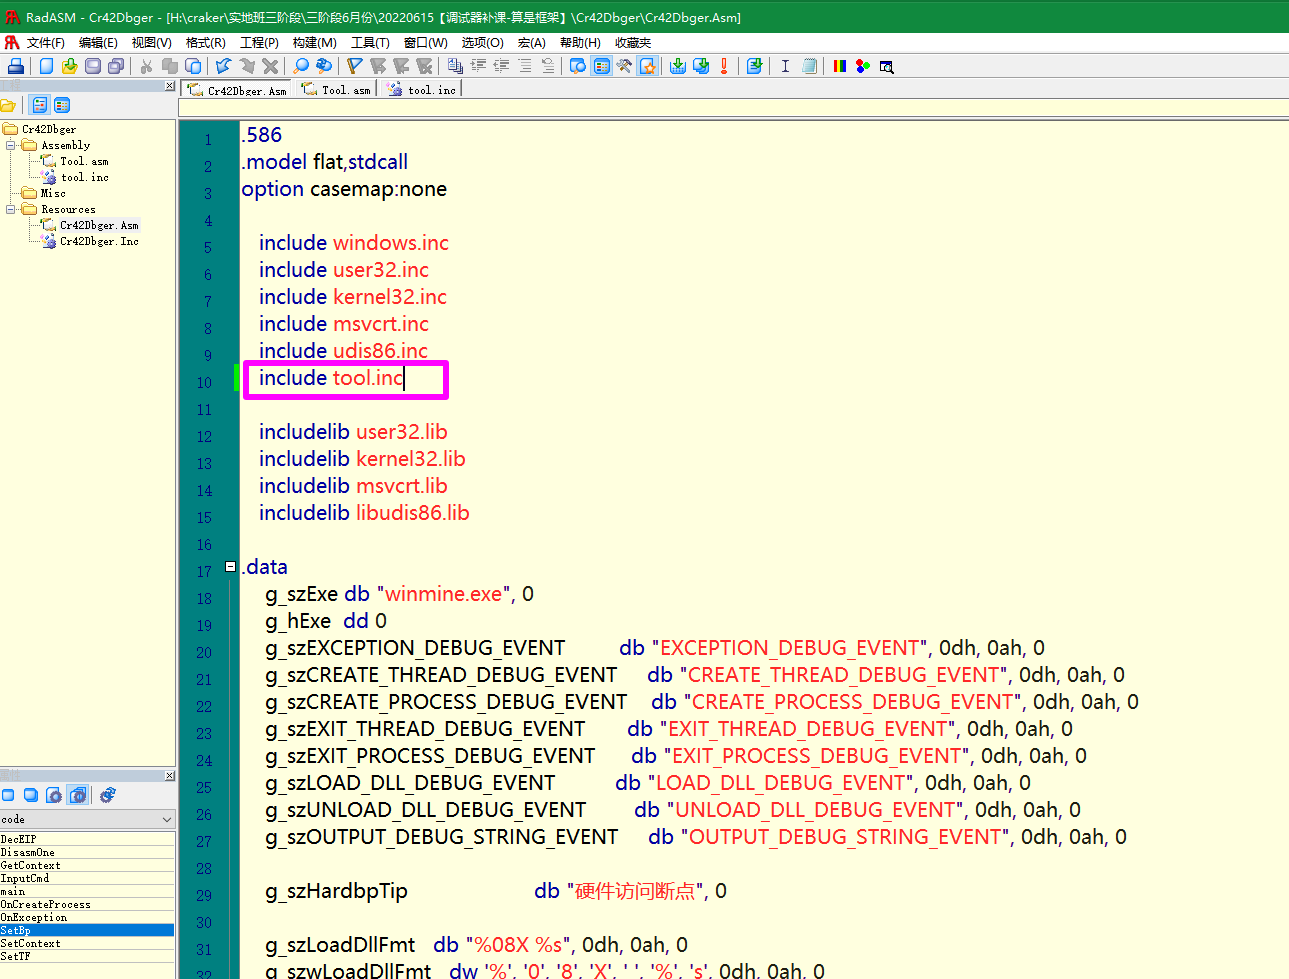 RadASM - Cr42Dbger - [H:\craker\实地班三阶段\三阶段6月份\20220615【调试器补课-算是框架】\Cr42Dbger\Cr42Dbger.Asm]
文件(F) 编辑(E) 视图(V) 格式(R) 工程(P) 构建(M) 工具(T) 窗口(W) 选项(O) 宏(A) 帮助(H) 收藏夹
Cr42Dbger.Asm Tool.asm tool.inc
Cr42Dbger
Assembly
Tool.asm
tool.inc
Misc
Resources
Cr42Dbger.Asm
Cr42Dbger.Inc
code
DecEIP
DisasmOne
GetContext
InputCmd
main
OnCreateProcess
OnException
SetBp
SetContext
SetTF
1 .586
2 .model flat,stdcall
3 option casemap:none
4
5 include windows.inc
6 include user32.inc
7 include kernel32.inc
8 include msvcrt.inc
9 include udis86.inc
10 include tool.inc
11
12 includelib user32.lib
13 includelib kernel32.lib
14 includelib msvcrt.lib
15 includelib libudis86.lib
16
17 .data
18 g_szExe db "winmine.exe", 0
19 g_hExe dd 0
20 g_szEXCEPTION_DEBUG_EVENT db "EXCEPTION_DEBUG_EVENT", 0dh, 0ah, 0
21 g_szCREATE_THREAD_DEBUG_EVENT db "CREATE_THREAD_DEBUG_EVENT", 0dh, 0ah, 0
22 g_szCREATE_PROCESS_DEBUG_EVENT db "CREATE_PROCESS_DEBUG_EVENT", 0dh, 0ah, 0
23 g_szEXIT_THREAD_DEBUG_EVENT db "EXIT_THREAD_DEBUG_EVENT", 0dh, 0ah, 0
24 g_szEXIT_PROCESS_DEBUG_EVENT db "EXIT_PROCESS_DEBUG_EVENT", 0dh, 0ah, 0
25 g_szLOAD_DLL_DEBUG_EVENT db "LOAD_DLL_DEBUG_EVENT", 0dh, 0ah, 0
26 g_szUNLOAD_DLL_DEBUG_EVENT db "UNLOAD_DLL_DEBUG_EVENT", 0dh, 0ah, 0
27 g_szOUTPUT_DEBUG_STRING_EVENT db "OUTPUT_DEBUG_STRING_EVENT", 0dh, 0ah, 0
28
29 g_szHardbpTip db "硬件访问断点", 0
30
31 g_szLoadDllFmt db "%08X %s", 0dh, 0ah, 0
32 g_szwLoadDllFmt dw '%', '0', '8', 'X', ' ', '%', 's', 0dh, 0ah, 0